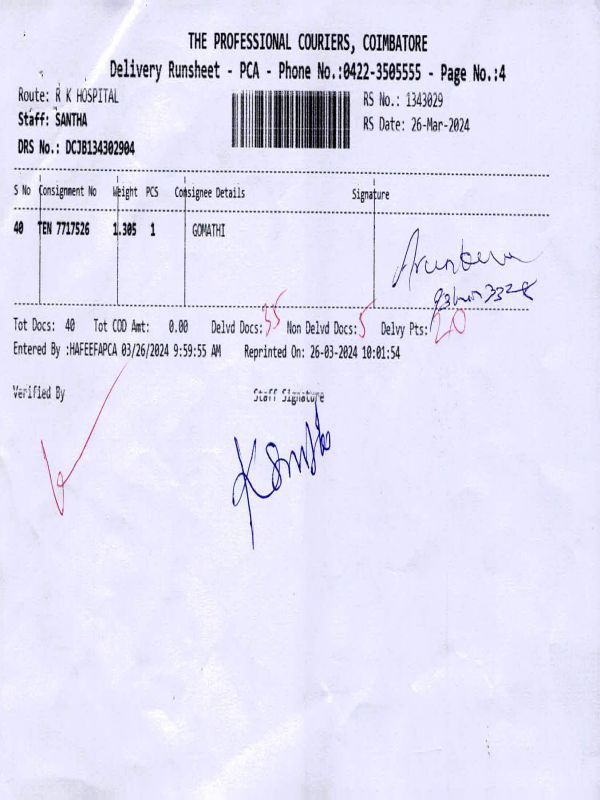 THE PROFESSIONAL COURIERS, COIMBATORE
Delivery Runsheet - PCA - Phone No.:0422-3505555 - Page No.:4
Route: R K HOSPITAL
RS No.: 1343029
Staff: SANTHA
RS Date: 26-Mar-2024
DRS No.: DCJB134302904
S No Consignment No Weight PCS Consignee Details Signature
40 TEN 7717526 1.305 1 GOMATHI
Tot Docs: 40 Tot COD Amt: 0.00 Delvd Docs: 35 Non Delvd Docs: 5 Delvy Pts: 20
Entered By :HAFEEFAPCA 03/26/2024 9:59:55 AM Reprinted On: 26-03-2024 10:01:54
Verified By Staff Signature